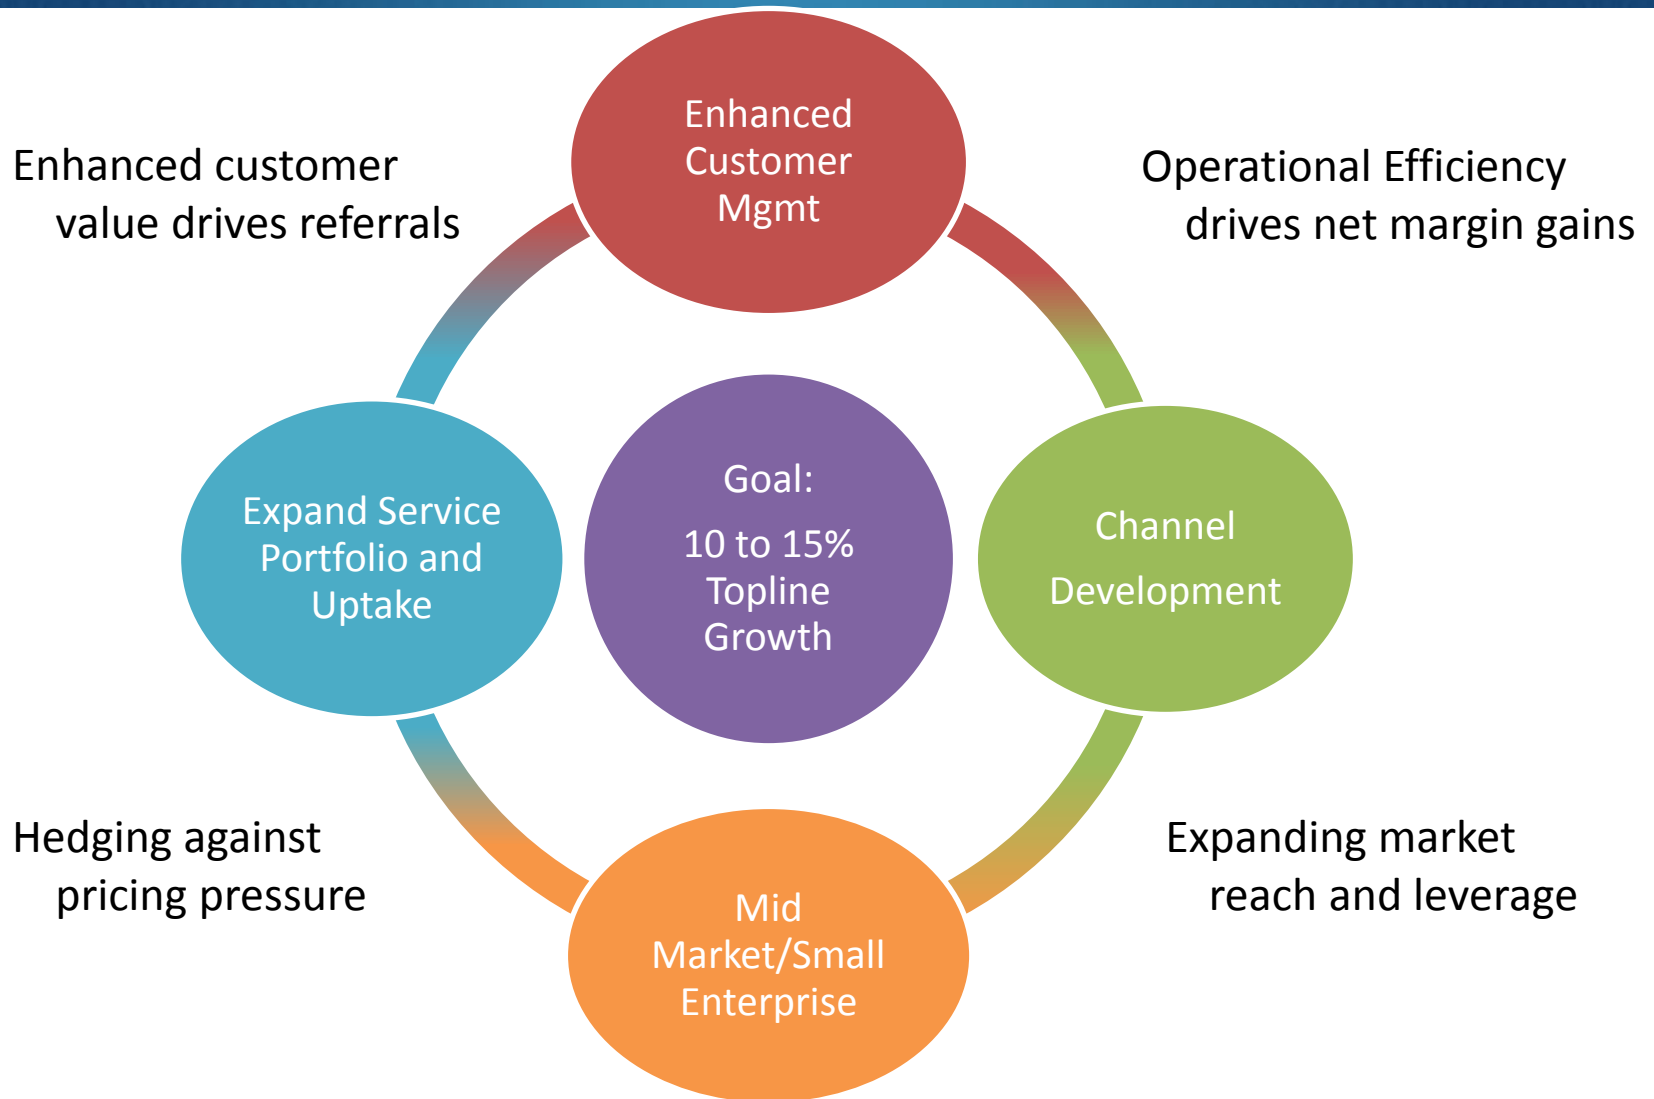 Enhanced
Customer
Mgmt
Enhanced customer
value drives referrals
Operational Efficiency
drives net margin gains
Expand Service
Portfolio and
Uptake
Goal:
10 to 15%
Topline
Growth
Channel
Development
Hedging against
pricing pressure
Expanding market
reach and leverage
Mid
Market/Small
Enterprise